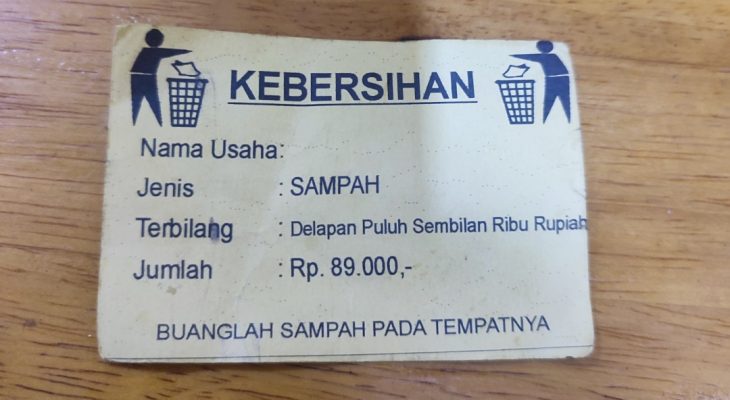 KEBERSIHAN
Nama Usaha:
Jenis : SAMPAH
Terbilang : Delapan Puluh Sembilan Ribu Rupiah
Jumlah : Rp. 89.000,-
BUANGLAH SAMPAH PADA TEMPATNYA